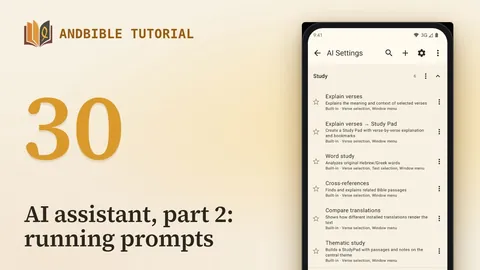 ANDBIBLE TUTORIAL
30
AI assistant, part 2:
running prompts
9:41
3G
AI Settings
Study
Explain verses
Explains the meaning and context of selected verses
Built-in · Verse selection, Window menu
Explain verses → Study Pad
Create a Study Pad with verse-by-verse explanation
and bookmarks
Built-in · Verse selection, Window menu
Word study
Analyzes original Hebrew/Greek words
Built-in · Verse selection, Text selection, Window menu
Cross-references
Finds and explains related Bible passages
Built-in · Verse selection, Window menu
Compare translations
Shows how different installed translations render the
text
Built-in · Verse selection, Window menu
Thematic study
Builds a StudyPad with passages and notes on the
central theme
Built-in · Verse selection, Window menu